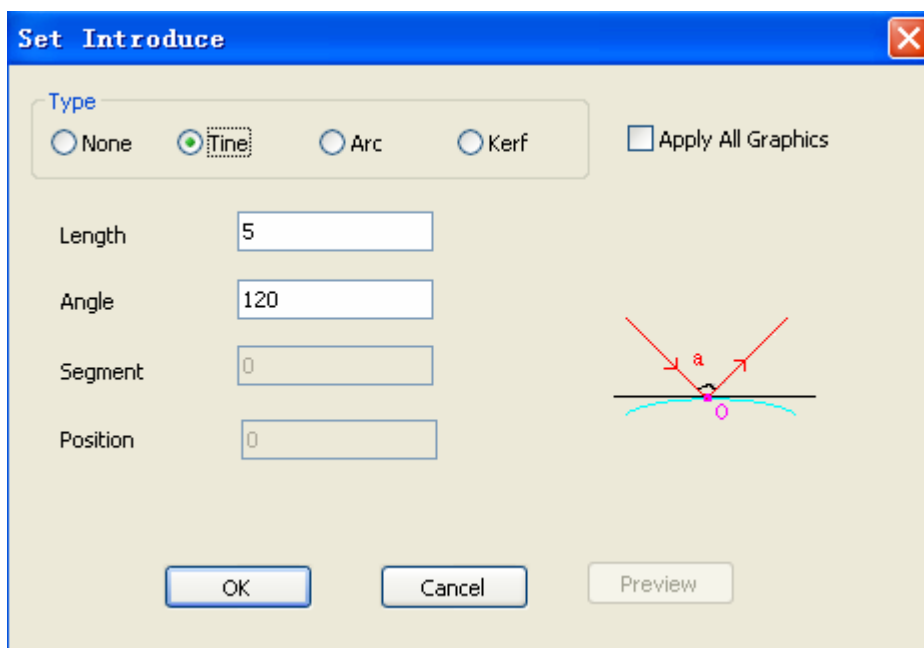 Set Introduce
Type
None Tine Arc Kerf
Apply All Graphics
Length 5
Angle 120
Segment 0
Position 0
a
O
OK Cancel Preview